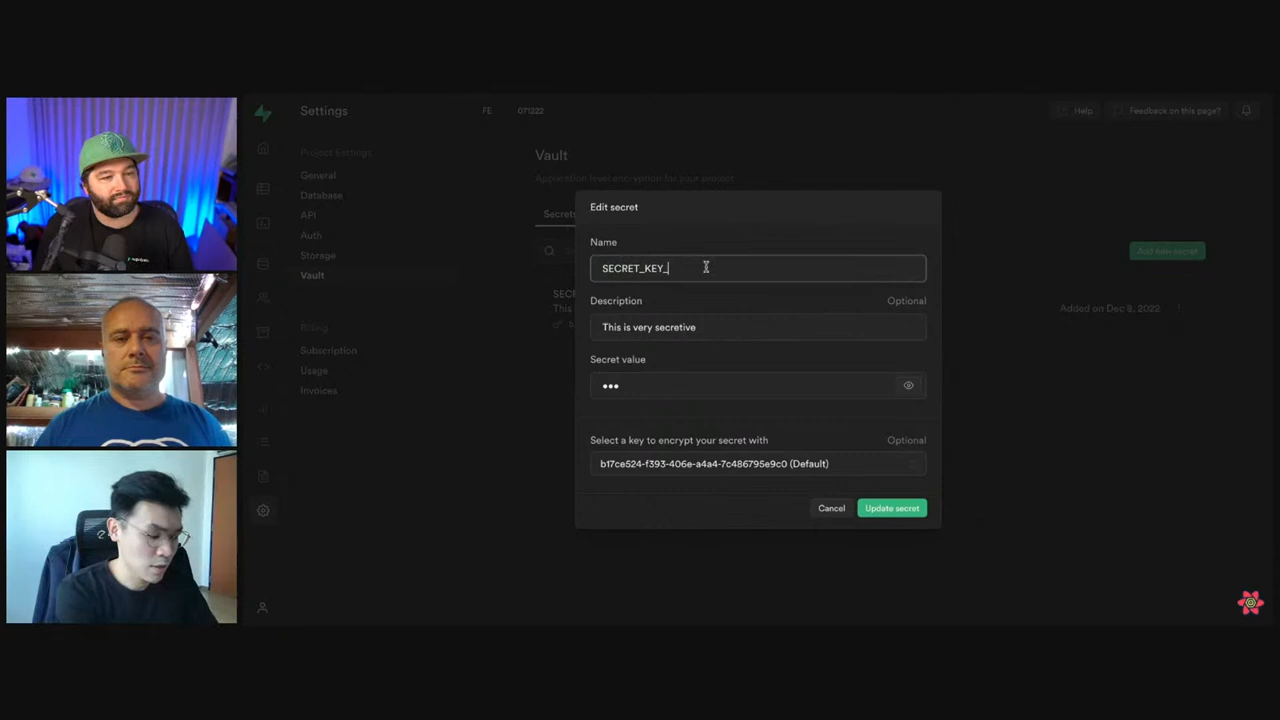 Settings
FE
071222
Help
Feedback on this page?
Project Settings
General
Database
API
Auth
Storage
Vault
Billing
Subscription
Usage
Invoices
Vault
Application level encryption for your project
Secrets
Add new secret
Added on Dec 8, 2022
Edit secret
Name
SECRET_KEY_
Description
Optional
This is very secretive
Secret value
•••
Select a key to encrypt your secret with
Optional
b17ce524-f393-406e-a4a4-7c486795e9c0 (Default)
Cancel
Update secret